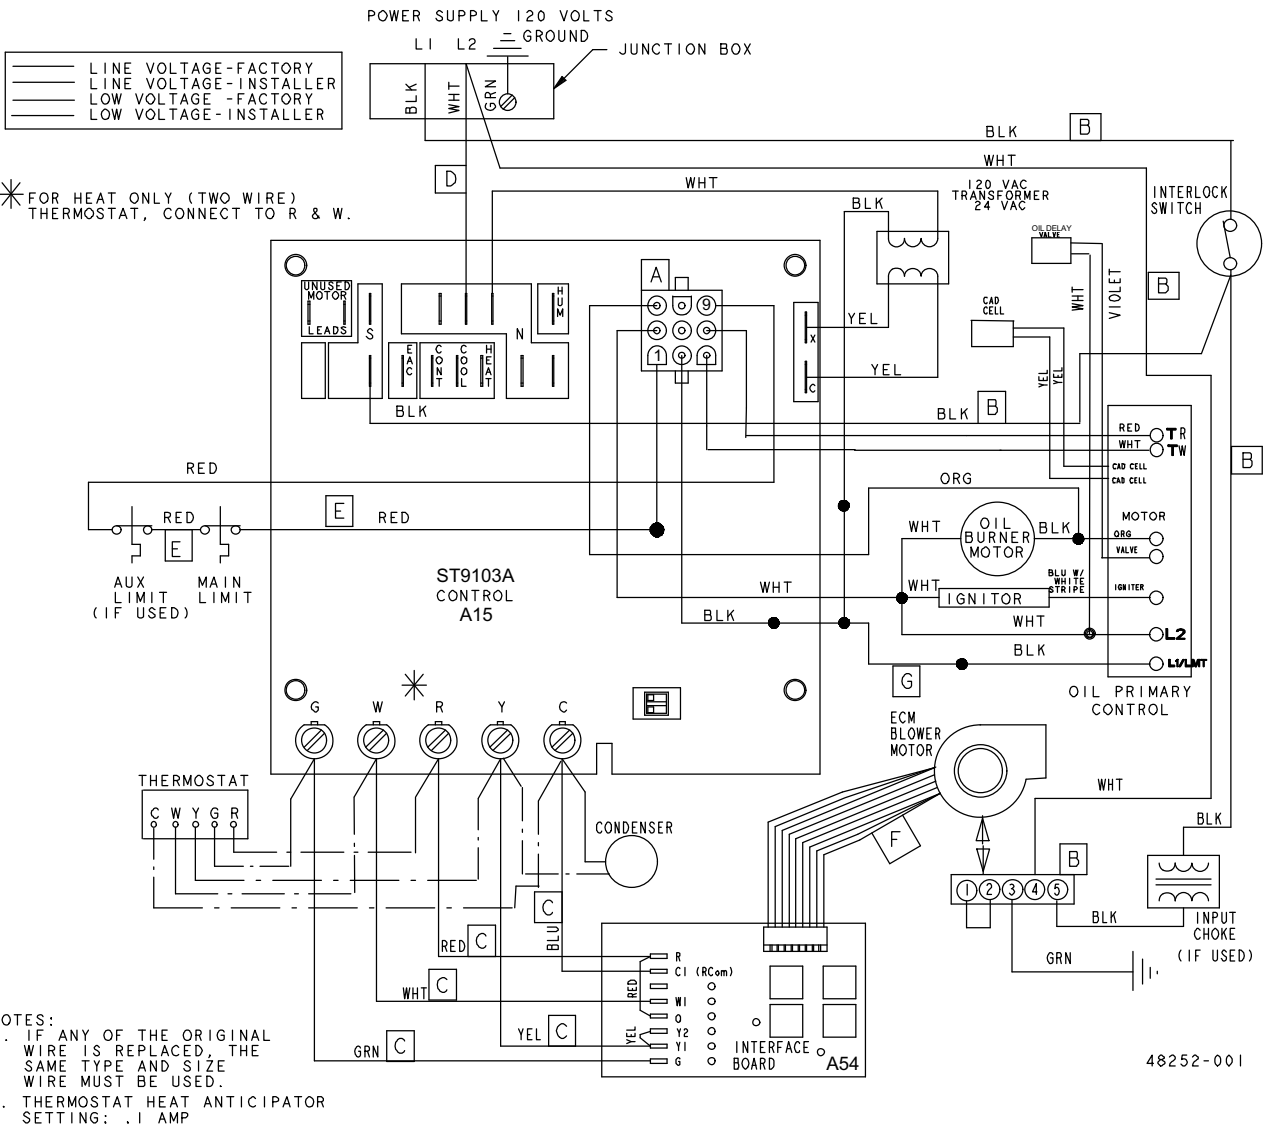 POWER SUPPLY 120 VOLTS
L1 L2 GROUND
JUNCTION BOX
BLK
WHT
GRN
LINE VOLTAGE-FACTORY
LINE VOLTAGE-INSTALLER
LOW VOLTAGE -FACTORY
LOW VOLTAGE-INSTALLER
FOR HEAT ONLY (TWO WIRE)
THERMOSTAT, CONNECT TO R & W.
BLK
B
WHT
D
WHT
BLK
120 VAC
TRANSFORMER
24 VAC
INTERLOCK
SWITCH
OIL DELAY
VALVE
WHT
VIOLET
B
CAD
CELL
YEL
YEL
A
9
1
UNUSED
MOTOR
LEADS
S
HUM
N
EAC
CONT
COOL
HEAT
X
C
YEL
YEL
BLK
BLK
B
B
RED
RED
E
E
RED
AUX
LIMIT
(IF USED)
MAIN
LIMIT
ST9103A
CONTROL
A15
ORG
WHT
OIL
BURNER
MOTOR
BLK
WHT
WHT
IGNITOR
BLU W/
WHITE
STRIPE
BLK
WHT
BLK
RED
TR
WHT
TW
CAD CELL
CAD CELL
MOTOR
ORG
VALVE
IGNITER
L2
L1/LMT
OIL PRIMARY
CONTROL
G
ECM
BLOWER
MOTOR
G W R Y C
THERMOSTAT
C W Y G R
CONDENSER
F
WHT
BLK
B
1 2 3 4 5
BLK
INPUT
CHOKE
(IF USED)
GRN
C
BLU
RED
C
WHT
C
YEL
C
GRN
C
R
C1 (RCom)
W1
O
Y2
Y1
G
RED
YEL
INTERFACE
BOARD
A54
48252-001
OTES:
. IF ANY OF THE ORIGINAL
WIRE IS REPLACED, THE
SAME TYPE AND SIZE
WIRE MUST BE USED.
. THERMOSTAT HEAT ANTICIPATOR
SETTING: .1 AMP